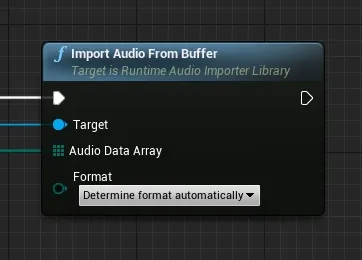 Import Audio From Buffer
Target is Runtime Audio Importer Library
Target
Audio Data Array
Format
Determine format automatically